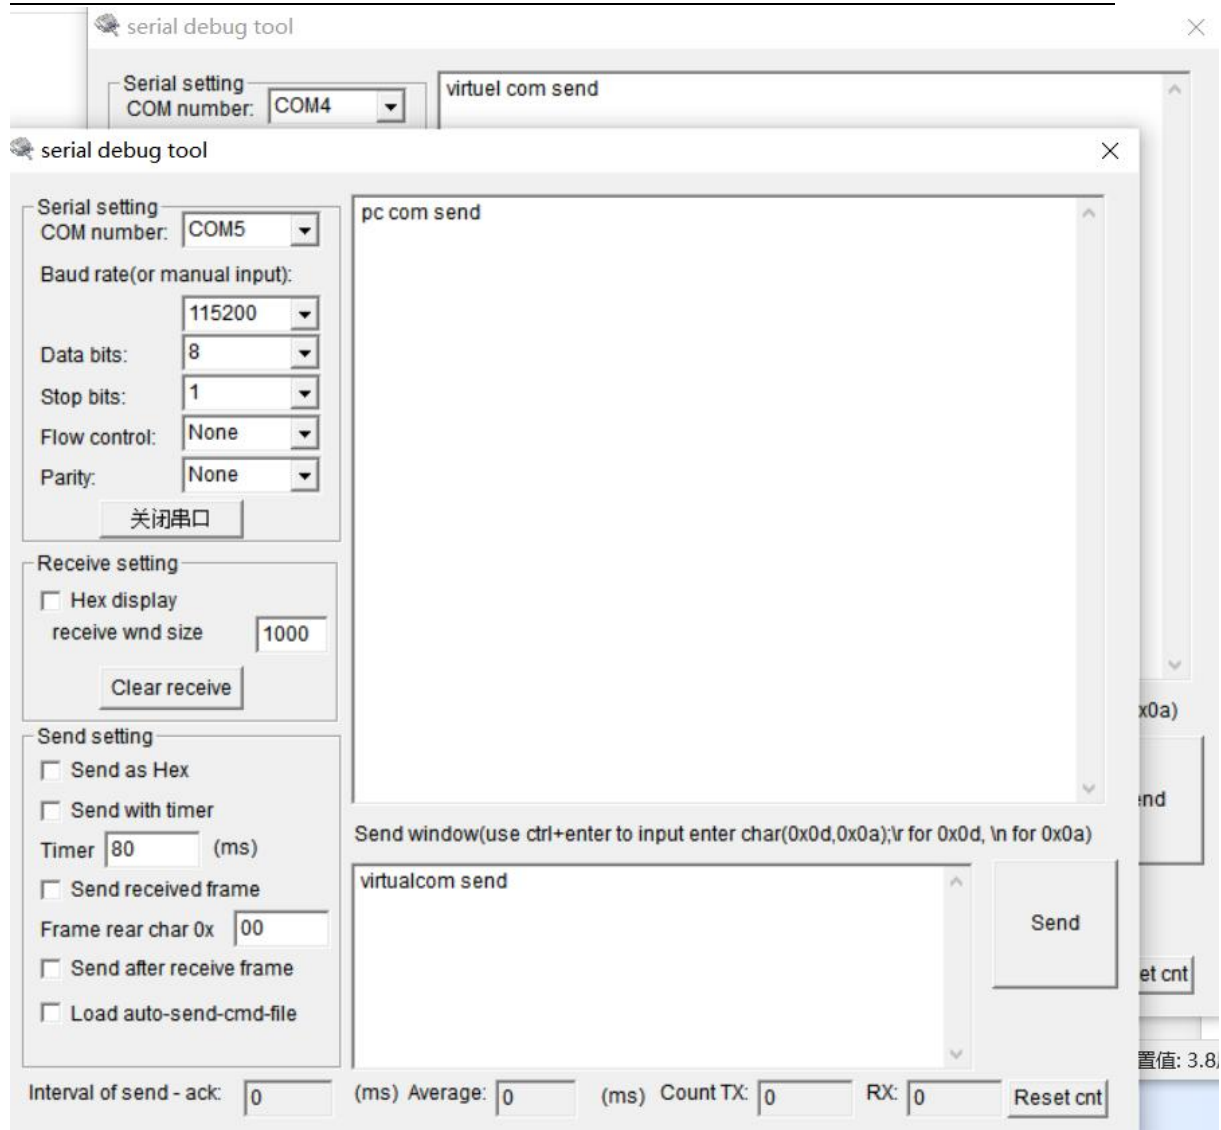 serial debug tool
Serial setting
COM number: COM4
virtuel com send
serial debug tool
Serial setting
COM number: COM5
Baud rate(or manual input):
115200
Data bits: 8
Stop bits: 1
Flow control: None
Parity: None
关闭串口
pc com send
Receive setting
Hex display
receive wnd size 1000
Clear receive
Send setting
Send as Hex
Send with timer
Timer 80 (ms)
Send received frame
Frame rear char 0x 00
Send after receive frame
Load auto-send-cmd-file
Send window(use ctrl+enter to input enter char(0x0d,0x0a);\r for 0x0d, \n for 0x0a)
virtualcom send
Send
Interval of send - ack: 0 (ms) Average: 0 (ms) Count TX: 0 RX: 0 Reset cnt
x0a)
end
et cnt
置值: 3.8